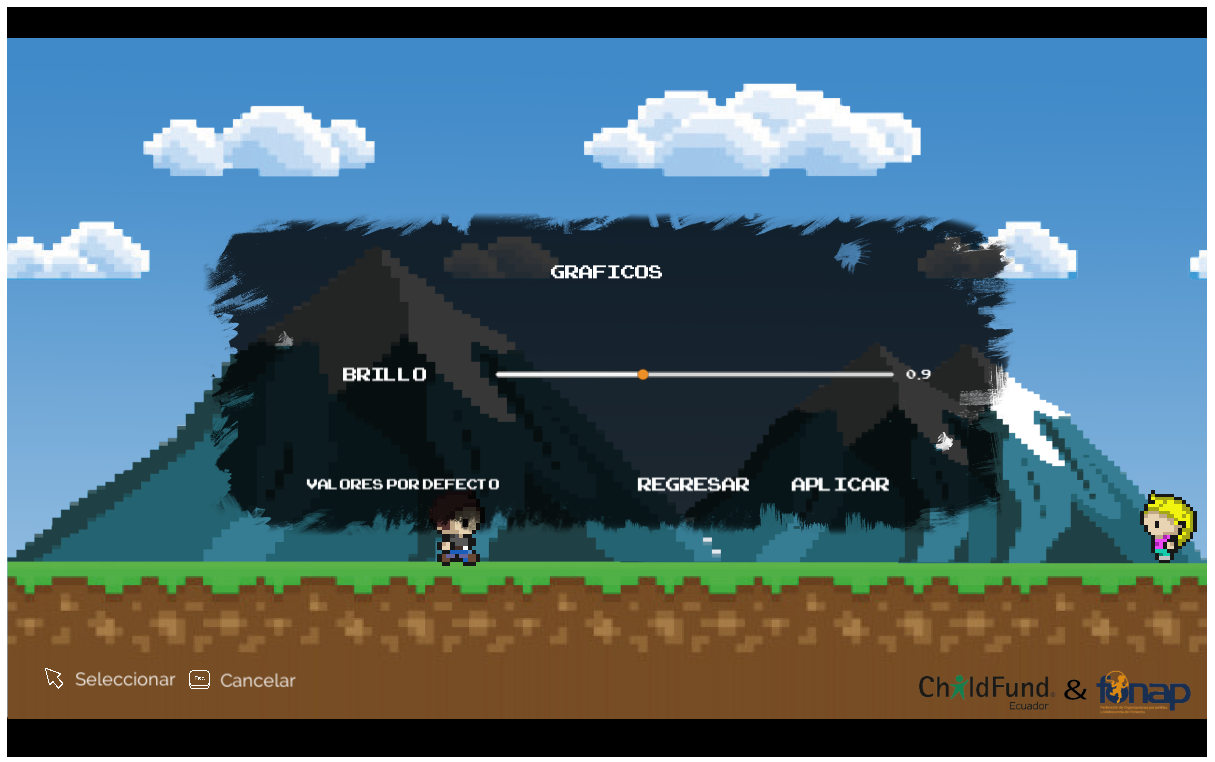 GRAFICOS
BRILLO 0.9
VALORES POR DEFECTO REGRESAR APLICAR
Seleccionar Cancelar
ChildFund & fonap
Ecuador